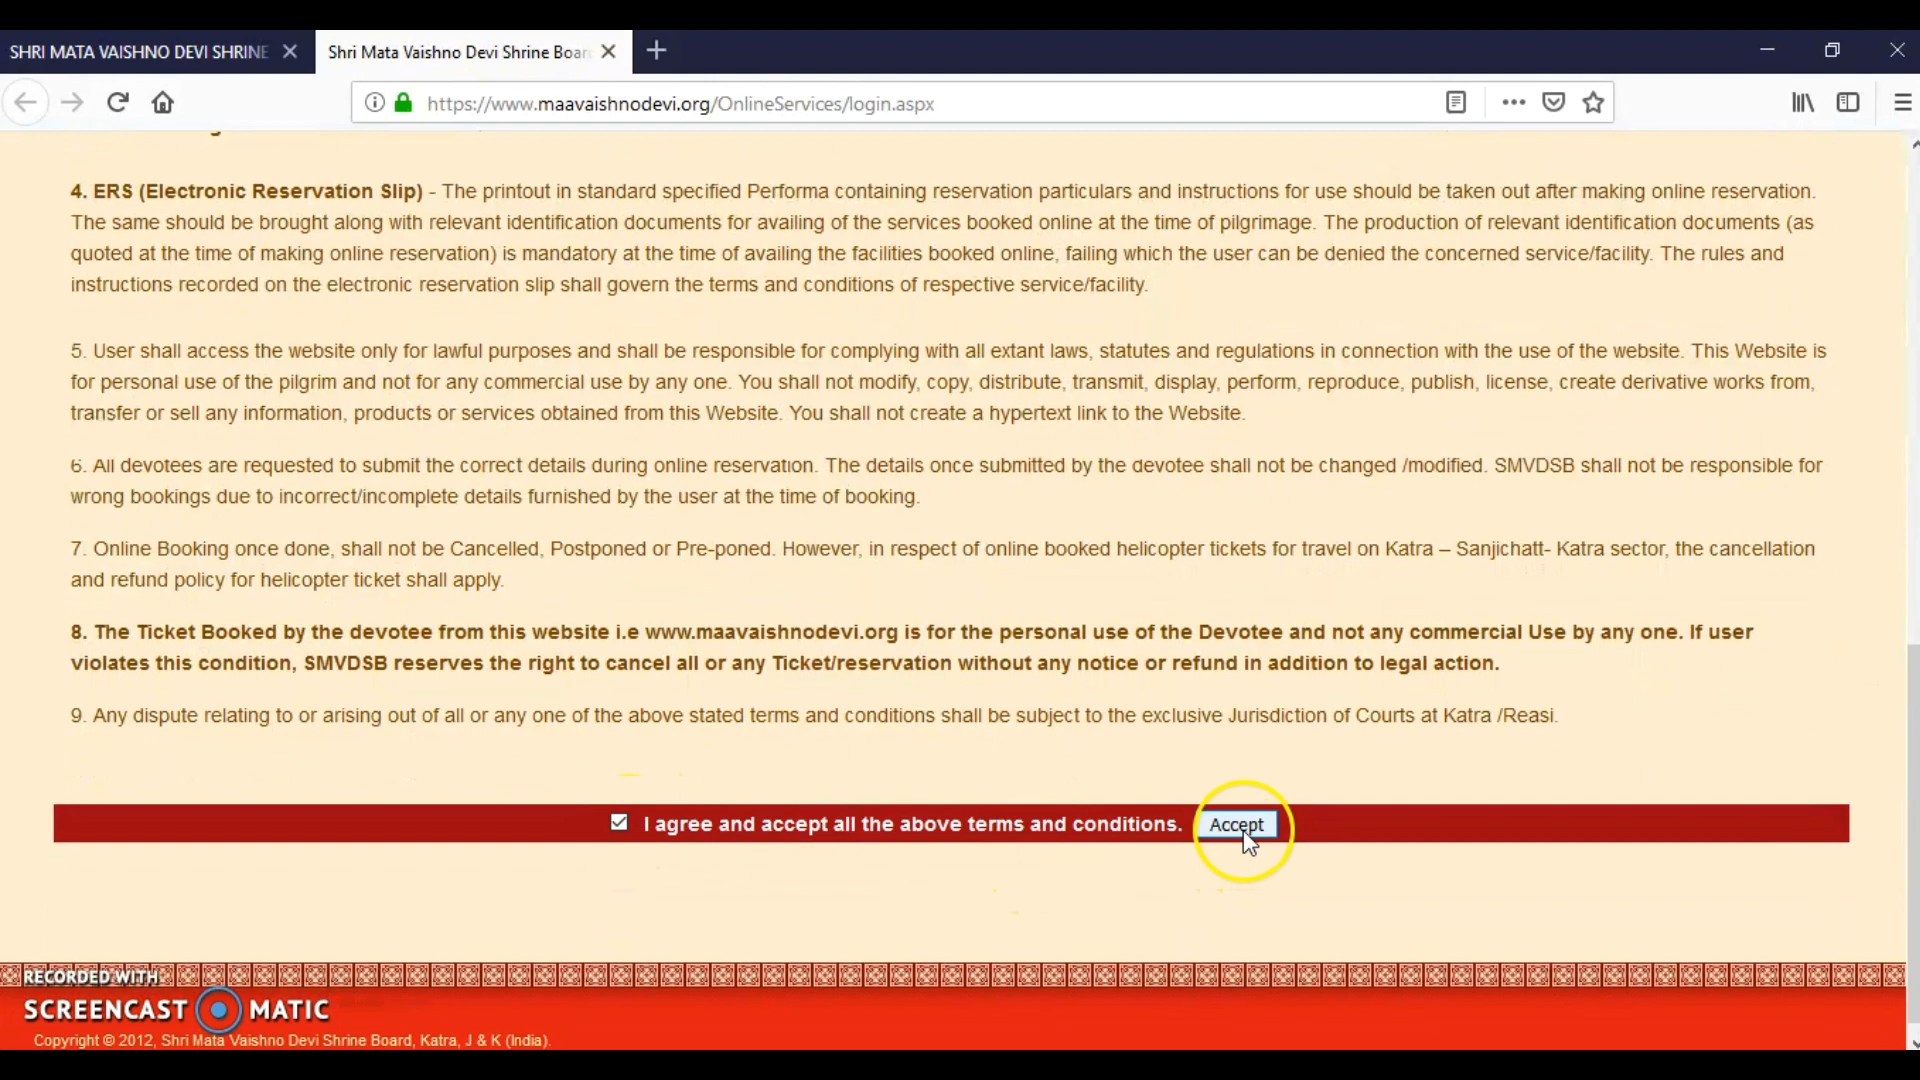 SHRI MATA VAISHNO DEVI SHRINE
Shri Mata Vaishno Devi Shrine Boar
https://www.maavaishnodevi.org/OnlineServices/login.aspx
4. ERS (Electronic Reservation Slip) - The printout in standard specified Performa containing reservation particulars and instructions for use should be taken out after making online reservation.
The same should be brought along with relevant identification documents for availing of the services booked online at the time of pilgrimage. The production of relevant identification documents (as
quoted at the time of making online reservation) is mandatory at the time of availing the facilities booked online, failing which the user can be denied the concerned service/facility. The rules and
instructions recorded on the electronic reservation slip shall govern the terms and conditions of respective service/facility.
5. User shall access the website only for lawful purposes and shall be responsible for complying with all extant laws, statutes and regulations in connection with the use of the website. This Website is
for personal use of the pilgrim and not for any commercial use by any one. You shall not modify, copy, distribute, transmit, display, perform, reproduce, publish, license, create derivative works from,
transfer or sell any information, products or services obtained from this Website. You shall not create a hypertext link to the Website.
6. All devotees are requested to submit the correct details during online reservation. The details once submitted by the devotee shall not be changed /modified. SMVDSB shall not be responsible for
wrong bookings due to incorrect/incomplete details furnished by the user at the time of booking.
7. Online Booking once done, shall not be Cancelled, Postponed or Pre-poned. However, in respect of online booked helicopter tickets for travel on Katra – Sanjichatt- Katra sector, the cancellation
and refund policy for helicopter ticket shall apply.
8. The Ticket Booked by the devotee from this website i.e www.maavaishnodevi.org is for the personal use of the Devotee and not any commercial Use by any one. If user
violates this condition, SMVDSB reserves the right to cancel all or any Ticket/reservation without any notice or refund in addition to legal action.
9. Any dispute relating to or arising out of all or any one of the above stated terms and conditions shall be subject to the exclusive Jurisdiction of Courts at Katra /Reasi.
I agree and accept all the above terms and conditions. Accept
RECORDED WITH
SCREENCAST MATIC
Copyright © 2012, Shri Mata Vaishno Devi Shrine Board, Katra, J & K (India).